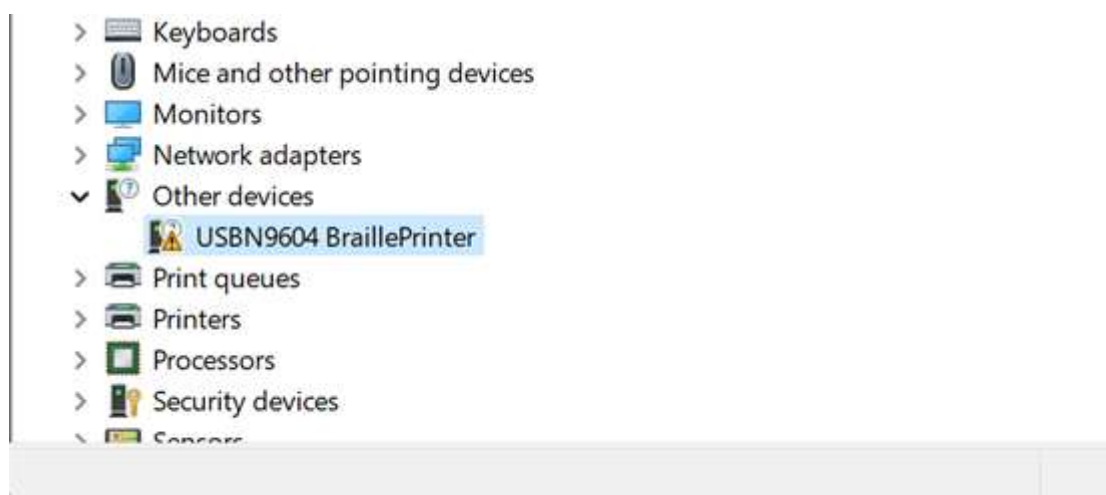 Keyboards
Mice and other pointing devices
Monitors
Network adapters
Other devices
USBN9604 BraillePrinter
Print queues
Printers
Processors
Security devices
Sensors